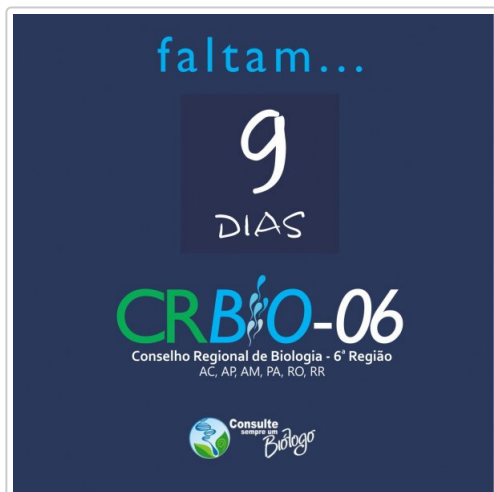 faltam...
9
DIAS
CRBIO-06
Conselho Regional de Biologia - 6ª Região
AC, AP, AM, PA, RO, RR
Consulte
sempre um
Biólogo